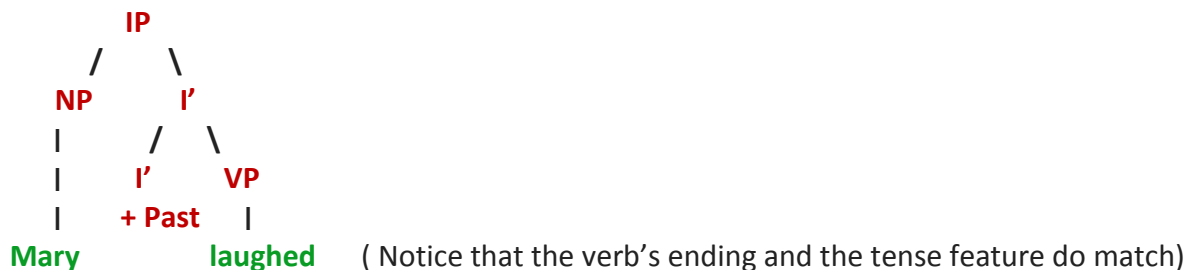 IP
/ \
NP I’
I / \
I I’ VP
I + Past I
Mary laughed ( Notice that the verb’s ending and the tense feature do match)